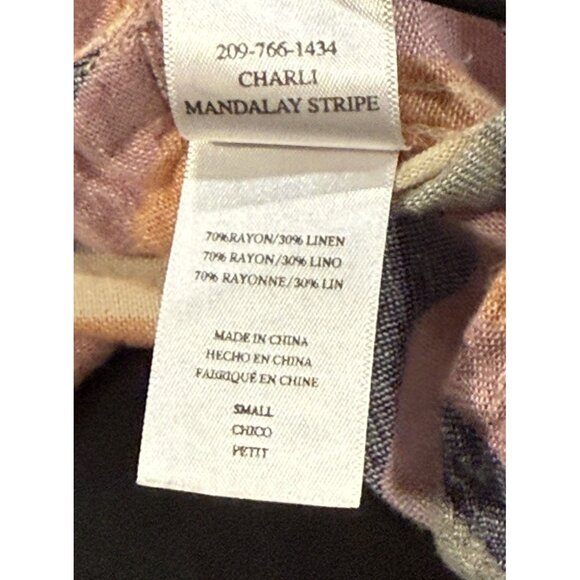 209-766-1434
CHARLI
MANDALAY STRIPE
70%RAYON/30% LINEN
70% RAYON/30% LINO
70% RAYONNE/30% LIN
MADE IN CHINA
HECHO EN CHINA
FABRIQUÉ EN CHINE
SMALL
CHICO
PETIT